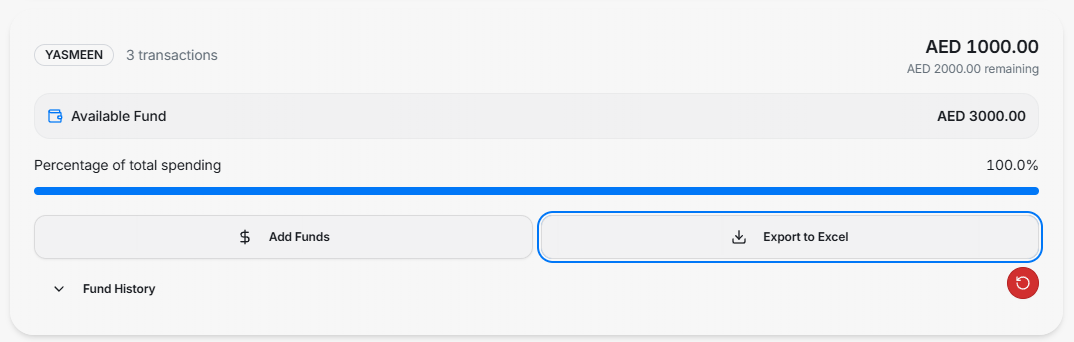 YASMEEN 3 transactions AED 1000.00
AED 2000.00 remaining
Available Fund AED 3000.00
Percentage of total spending 100.0%
Add Funds Export to Excel
Fund History